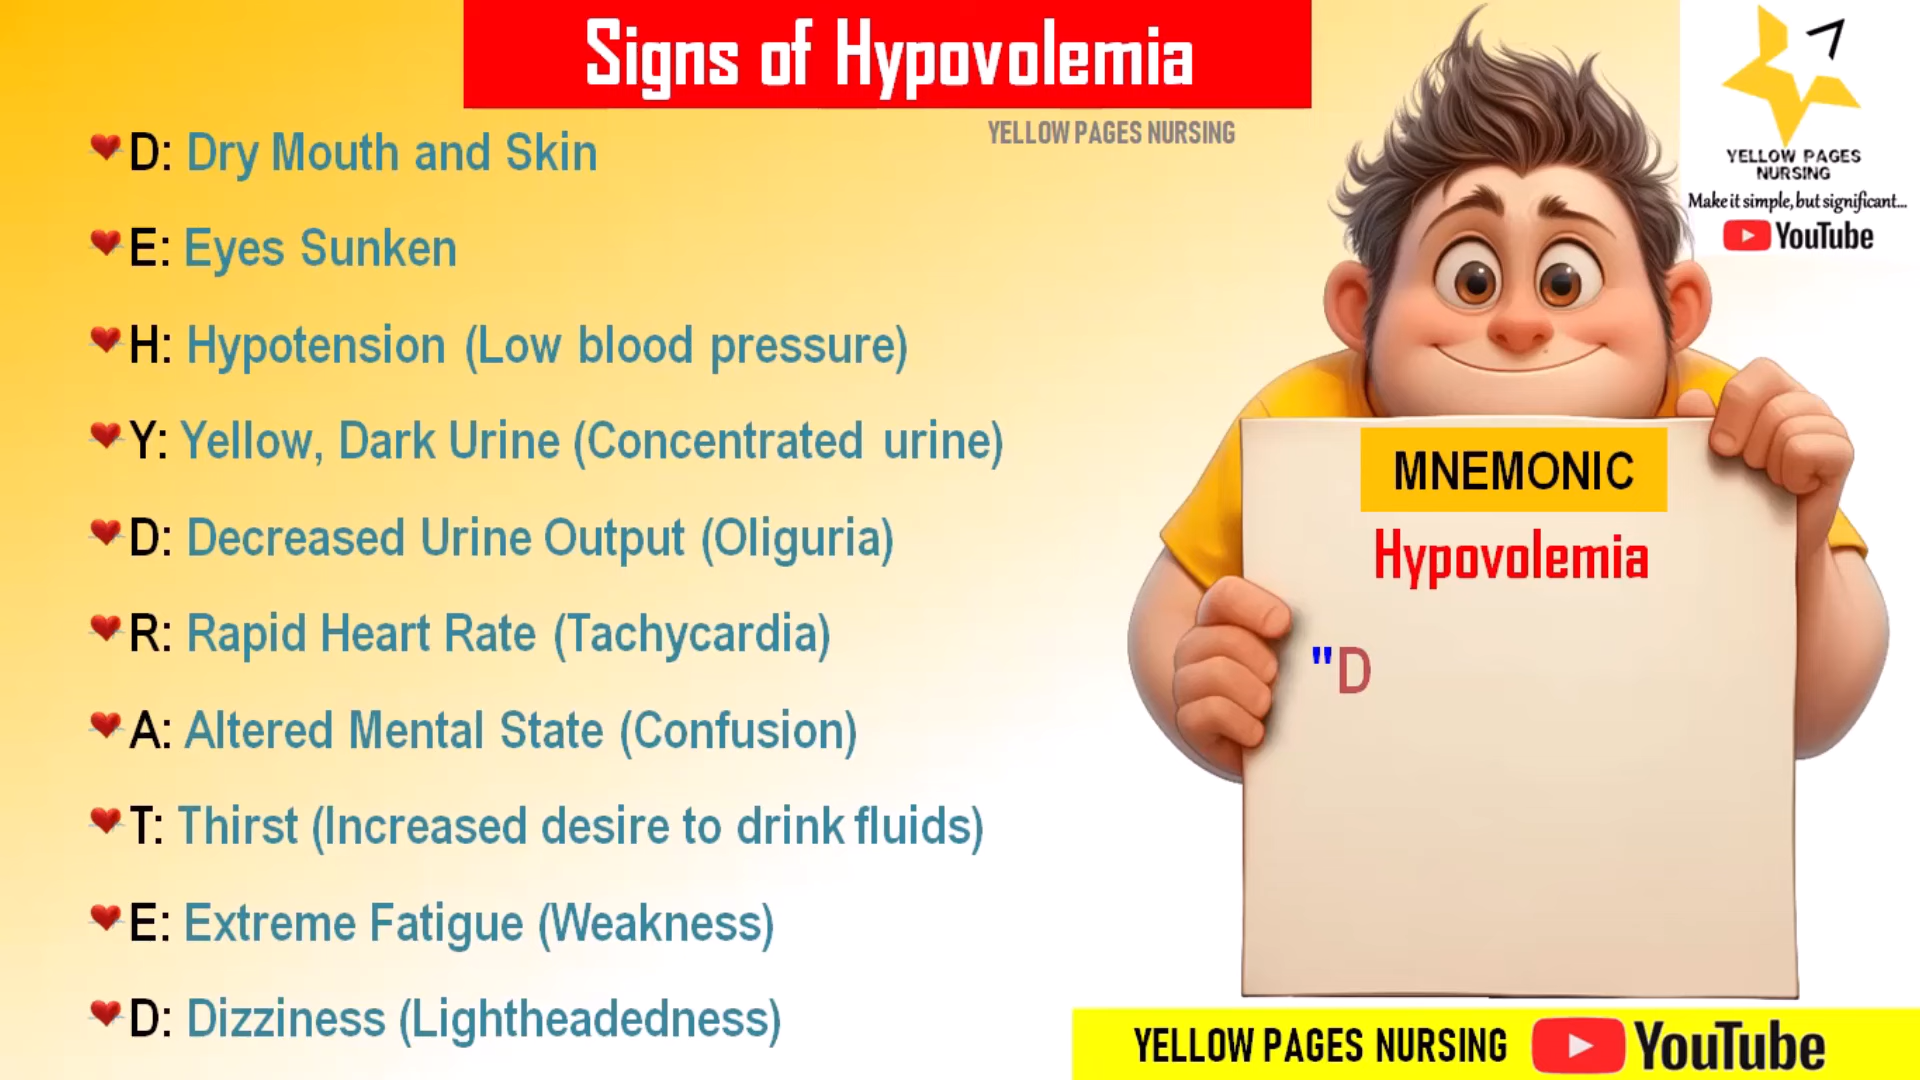 Signs of Hypovolemia
YELLOW PAGES NURSING
D: Dry Mouth and Skin
E: Eyes Sunken
H: Hypotension (Low blood pressure)
Y: Yellow, Dark Urine (Concentrated urine)
D: Decreased Urine Output (Oliguria)
R: Rapid Heart Rate (Tachycardia)
A: Altered Mental State (Confusion)
T: Thirst (Increased desire to drink fluids)
E: Extreme Fatigue (Weakness)
D: Dizziness (Lightheadedness)
YELLOW PAGES
NURSING
Make it simple, but significant...
YouTube
MNEMONIC
Hypovolemia
"D
YELLOW PAGES NURSING YouTube